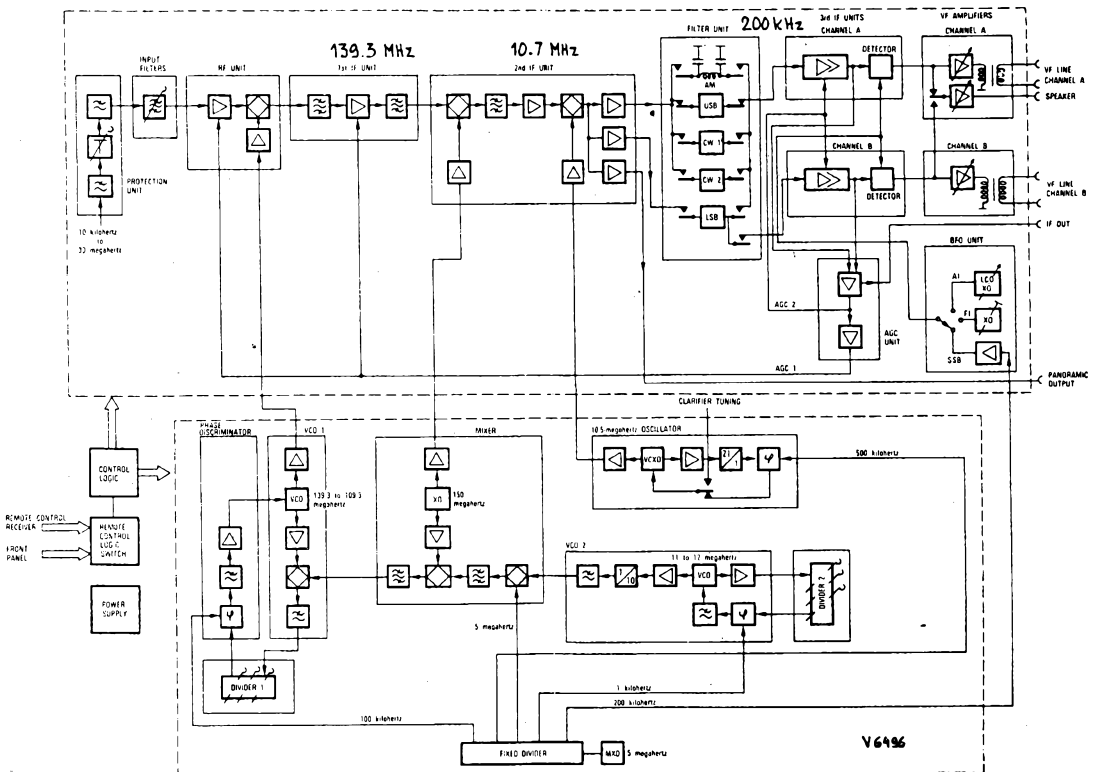 139.3 MHz
10.7 MHz
200 kHz
INPUT FILTERS
RF UNIT
1st IF UNIT
2nd IF UNIT
FILTER UNIT
3rd IF UNITS
CHANNEL A
DETECTOR
VF AMPLIFIERS
CHANNEL A
VF LINE
CHANNEL A
SPEAKER
AM
USB
CW 1
CW 2
LSB
CHANNEL B
DETECTOR
CHANNEL B
VF LINE
CHANNEL B
IF OUT
PROTECTION UNIT
10 kilohertz
to
megahertz
BFO UNIT
A1
LCO
XO
F1
XO
SSB
AGC 2
AGC UNIT
AGC 1
PANORAMIC OUTPUT
CLARIFIER TUNING
PHASE DISCRIMINATOR
VCO 1
MIXER
10.5-megahertz OSCILLATOR
VCXO
21
1
φ
500 kilohertz
CONTROL LOGIC
VCO
139.3 to 109.3
megahertz
XO
150
megahertz
REMOTE CONTROL
RECEIVER
FRONT
PANEL
REMOTE CONTROL LOGIC SWITCH
VCO 2
11 to 12 megahertz
1
10
VCO
DIVIDER 2
POWER SUPPLY
φ
φ
5 megahertz
DIVIDER 1
1 kilohertz
100 kilohertz
200 kilohertz
FIXED DIVIDER
MXO
5 megahertz
V6496